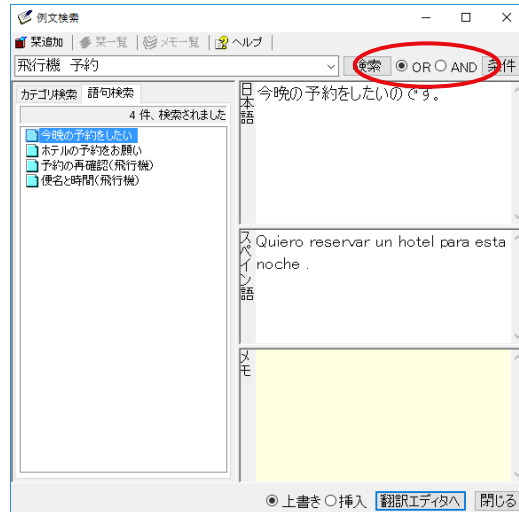 例文検索
栞追加 栞一覧 メモ一覧 ヘルプ
飛行機 予約 検索 OR AND 条件
カテゴリ検索 語句検索
4 件、検索されました
今晩の予約をしたい
ホテルの予約をお願い
予約の再確認(飛行機)
便名と時間(飛行機)
日本語
今晩の予約をしたいのです。
スペイン語
Quiero reservar un hotel para esta
noche .
メモ
上書き 挿入 翻訳エディタへ 閉じる